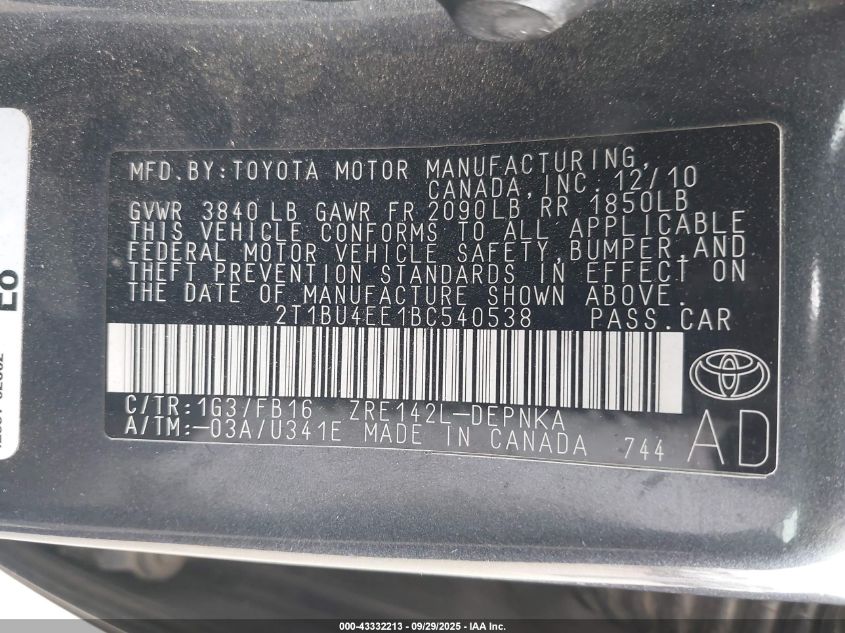 MFD.BY:TOYOTA MOTOR MANUFACTURING,
CANADA,INC. 12/10
GVWR 3840 LB GAWR FR 2090LB RR 1850LB
THIS VEHICLE CONFORMS TO ALL APPLICABLE
FEDERAL MOTOR VEHICLE SAFETY,BUMPER,AND
THEFT PREVENTION STANDARDS IN EFFECT ON
THE DATE OF MANUFACTURE SHOWN ABOVE.
2T1BU4EE1BC540538 PASS.CAR
C/TR:1G3/FB16 ZRE142L-DEPNKA
A/TM:-03A/U341E MADE IN CANADA 744
AD
000-43332213 - 09/29/2025 - IAA Inc.